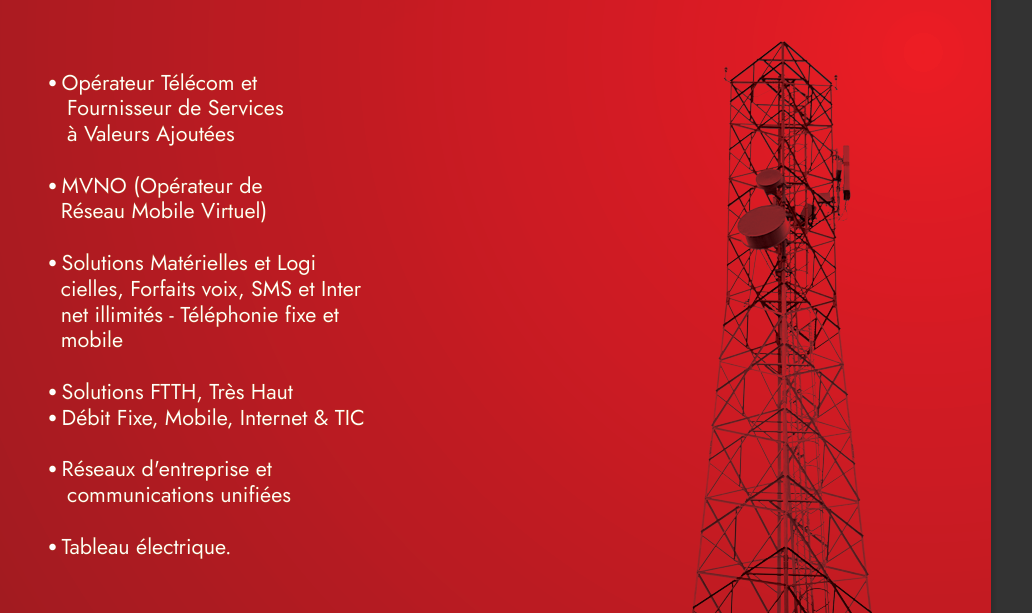 • Opérateur Télécom et
Fournisseur de Services
à Valeurs Ajoutées
• MVNO (Opérateur de
Réseau Mobile Virtuel)
• Solutions Matérielles et Logi
cielles, Forfaits voix, SMS et Inter
net illimités - Téléphonie fixe et
mobile
• Solutions FTTH, Très Haut
• Débit Fixe, Mobile, Internet & TIC
• Réseaux d'entreprise et
communications unifiées
• Tableau électrique.